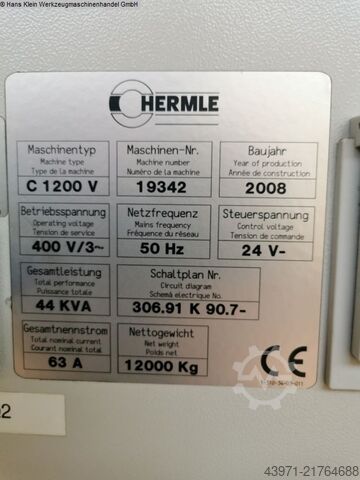 © Hans Klein Werkzeugmaschinenhandel GmbH
HERMLE
Maschinentyp
Machine type
Type de la machine
C 1200 V
Maschinen-Nr.
Machine number
Numéro de la machine
19342
Baujahr
Year of production
Année de construction
2008
Betriebsspannung
Operating voltage
Tension de service
400 V/3~
Netzfrequenz
Mains frequency
Fréquence du réseau
50 Hz
Steuerspannung
Control voltage
Tension de commande
24 V-
Gesamtleistung
Total performance
Puissance totale
44 KVA
Schaltplan Nr.
Circuit diagram
Schemá electrique No.
306.91 K 90.7-
Gesamtnennstrom
Total nominal current
Courant nominal total
63 A
Nettogewicht
Net weight
Poids net
12000 Kg
CE
2
43971-21764688